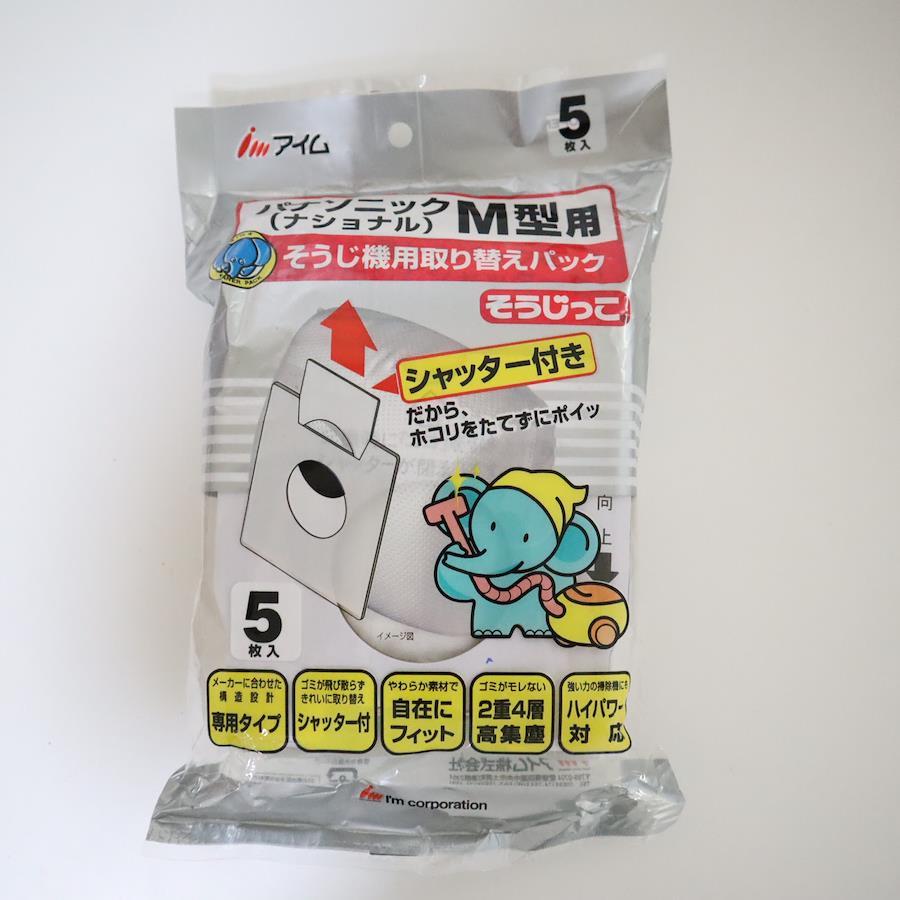 imアイム
5
枚入
パナソニック
(ナショナル)
M型用
そうじ機用取り替えパック
PAPER PACK
そうじっこ
シャッター付き
だから、
ホコリをたてずにポイッ
向
上
イメージ図
5
枚入
メーカーに合わせた
構造設計
専用タイプ
ゴミが飛び散らず
きれいに取り替え
シャッター付
やわらか素材で
自在に
フィット
ゴミがモレない
2重4層
高集塵
強い力の掃除機にも
ハイパワー
対応
アイム株式会社
im I'm corporation